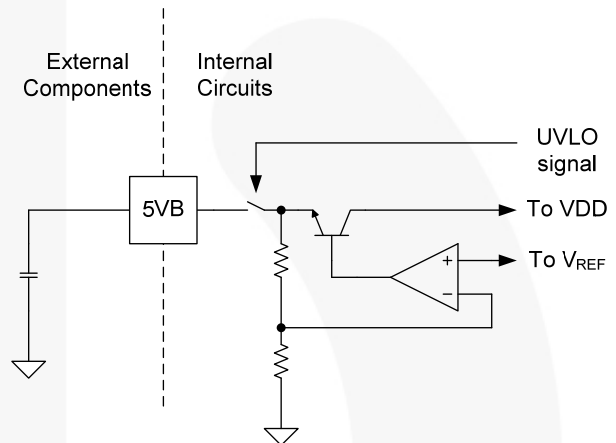 External
Components
Internal
Circuits
UVLO
signal
5VB
To VDD
+
To VREF
−